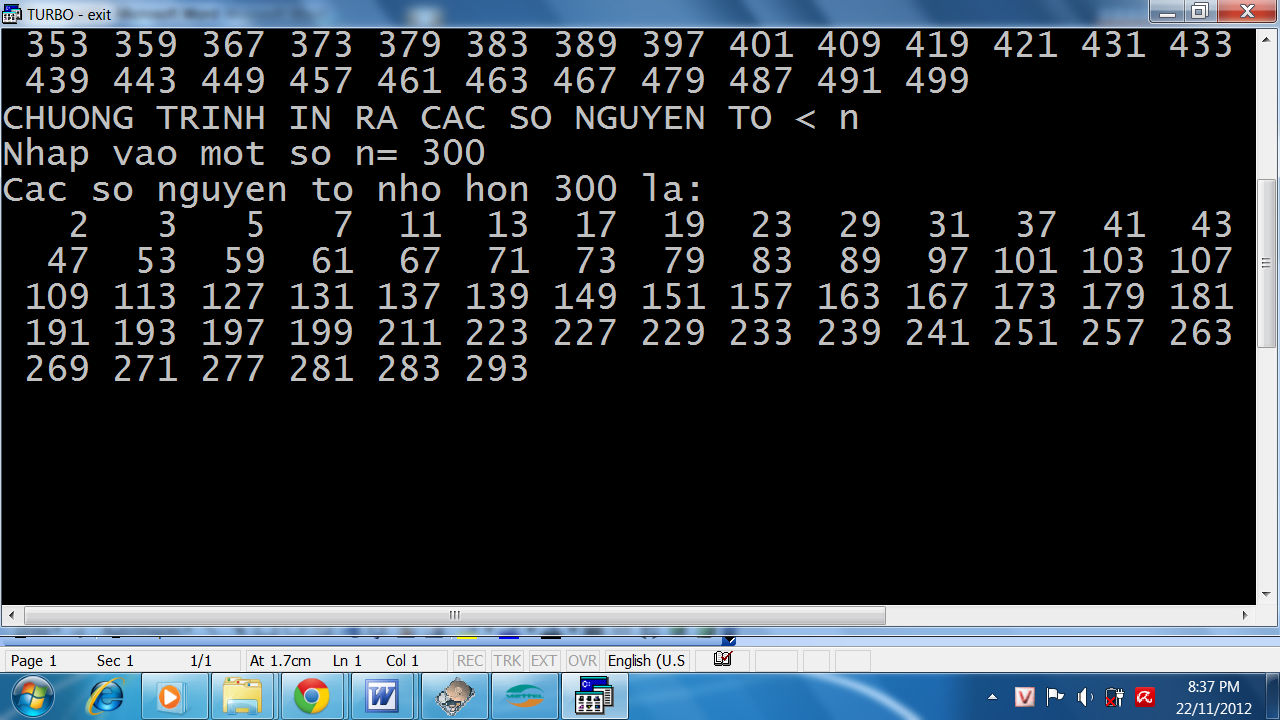 TURBO - exit
353 359 367 373 379 383 389 397 401 409 419 421 431 433
439 443 449 457 461 463 467 479 487 491 499
CHUONG TRINH IN RA CAC SO NGUYEN TO < n
Nhap vao mot so n= 300
Cac so nguyen to nho hon 300 la:
2 3 5 7 11 13 17 19 23 29 31 37 41 43
47 53 59 61 67 71 73 79 83 89 97 101 103 107
109 113 127 131 137 139 149 151 157 163 167 173 179 181
191 193 197 199 211 223 227 229 233 239 241 251 257 263
269 271 277 281 283 293
Page 1 Sec 1 1/1 At 1.7cm Ln 1 Col 1 REC TRK EXT OVR English (U.S
8:37 PM
22/11/2012